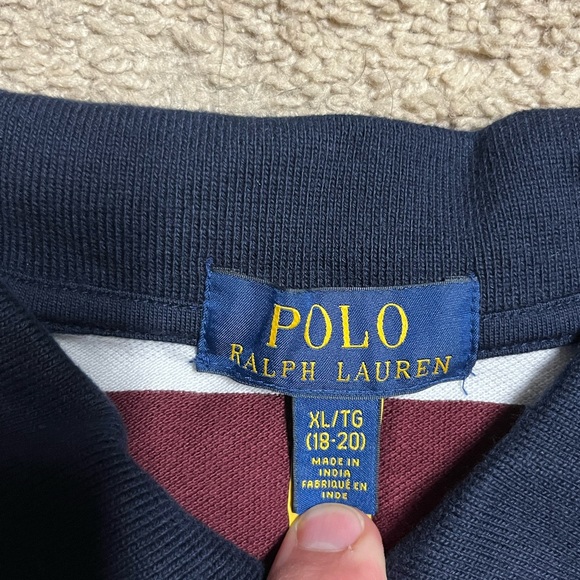 POLO
RALPH LAUREN
XL/TG
(18-20)
MADE IN
INDIA
FABRIQUÉ EN
INDE